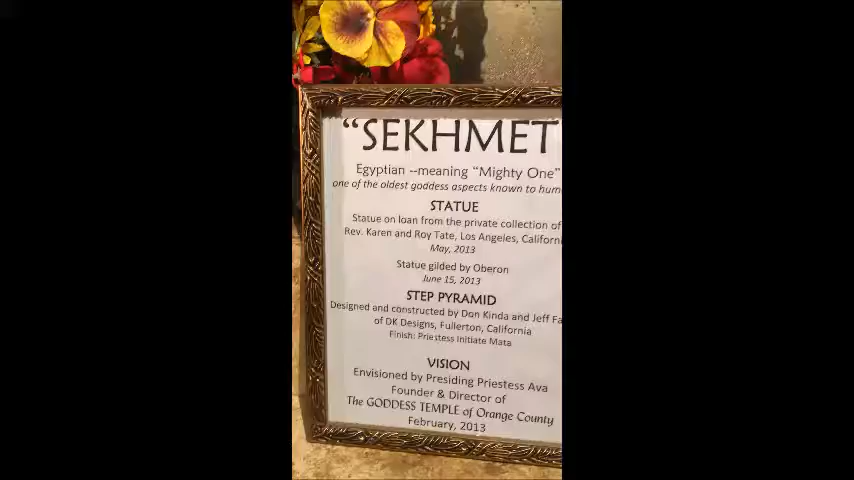 "SEKHMET"
Egyptian --meaning "Mighty One"
one of the oldest goddess aspects known to
STATUE
Statue on loan from the private collection of
Rev. Karen and Roy Tate, Los Angeles,
May, 2013
Statue gilded by Oberon
June 15, 2013
STEP PYRAMID
Designed and constructed by Don Kinda and Jeff
of DK Designs, Fullerton, California
Finish: Priestess Initiate Mata
VISION
Envisioned by Presiding Priestess Ava
Founder & Director of
The GODDESS TEMPLE of Orange County
February, 2013